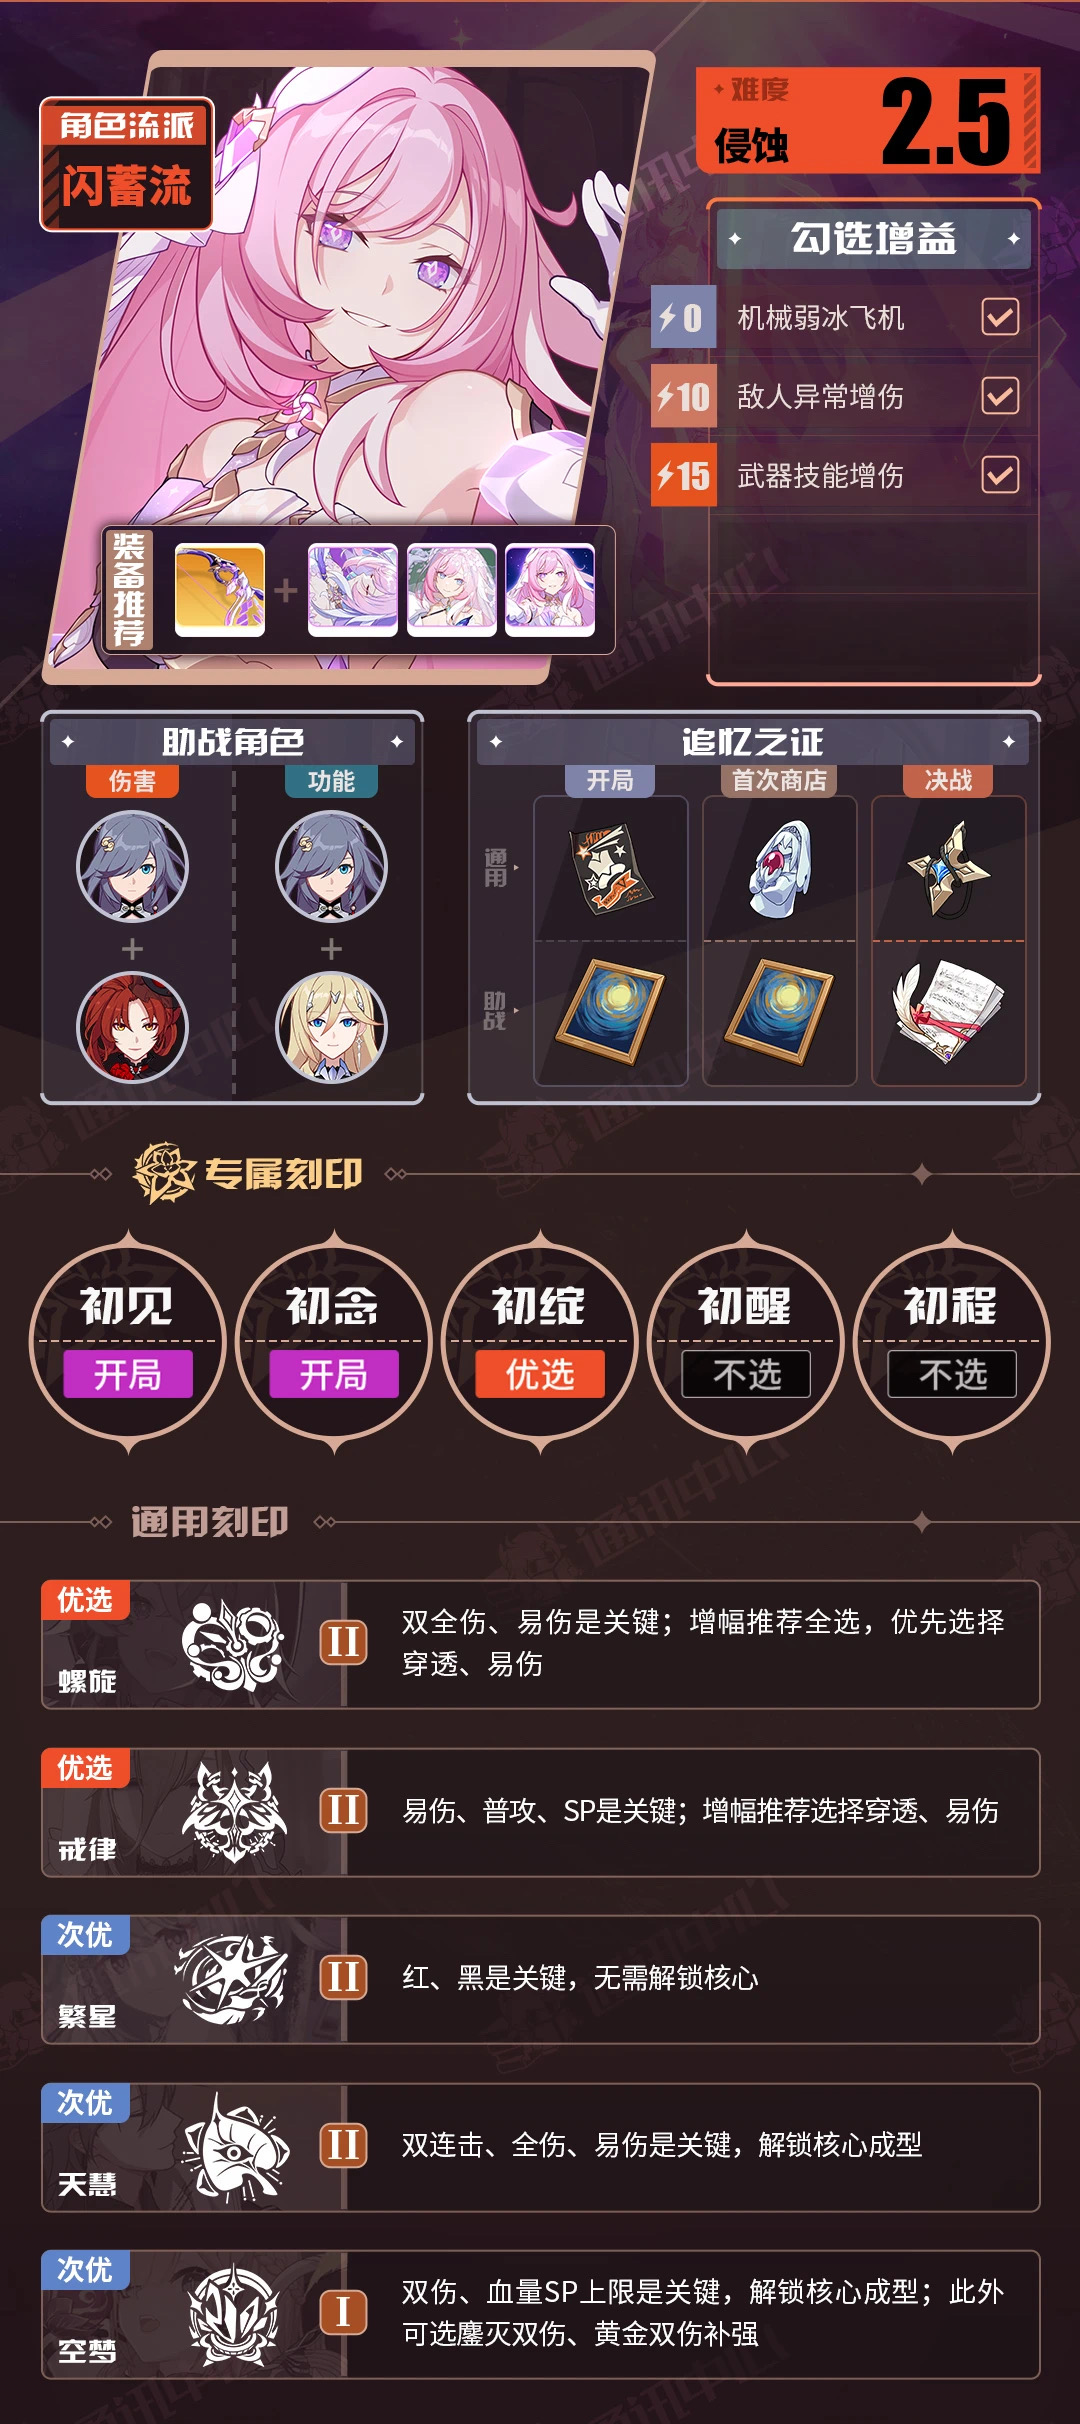 角色流派
闪蓄流
难度
侵蚀
2.5
勾选增益
0 机械弱冰飞机
10 敌人异常增伤
15 武器技能增伤
装备推荐
助战角色
伤害
功能
追忆之证
开局
首次商店
决战
通用
助战
专属刻印
初见
开局
初念
开局
初绽
优选
初醒
不选
初程
不选
通用刻印
优选
螺旋
II
双全伤、易伤是关键；增幅推荐全选，优先选择
穿透、易伤
优选
戒律
II
易伤、普攻、SP是关键；增幅推荐选择穿透、易伤
次优
繁星
II
红、黑是关键，无需解锁核心
次优
天慧
II
双连击、全伤、易伤是关键，解锁核心成型
次优
空梦
I
双伤、血量SP上限是关键，解锁核心成型；此外
可选鏖灭双伤、黄金双伤补强
通讯中心